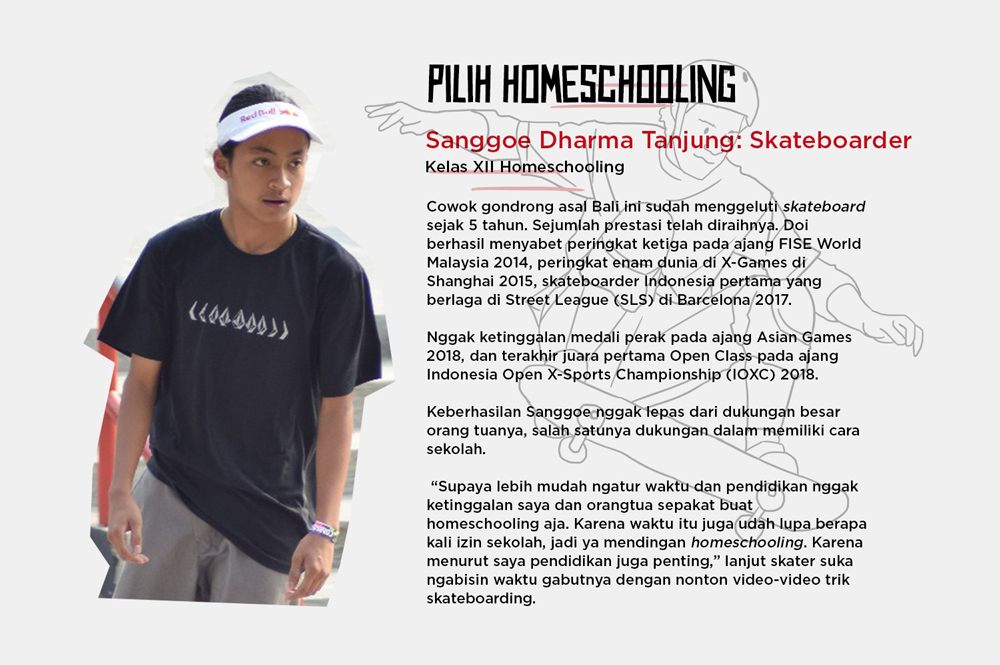 PILIH HOMESCHOOLING
Sanggoe Dharma Tanjung: Skateboarder
Kelas XII Homeschooling
Cowok gondrong asal Bali ini sudah menggeluti skateboard
sejak 5 tahun. Sejumlah prestasi telah diraihnya. Doi
berhasil menyabet peringkat ketiga pada ajang FISE World
Malaysia 2014, peringkat enam dunia di X-Games di
Shanghai 2015, skateboarder Indonesia pertama yang
berlaga di Street League (SLS) di Barcelona 2017.
Nggak ketinggalan medali perak pada ajang Asian Games
2018, dan terakhir juara pertama Open Class pada ajang
Indonesia Open X-Sports Championship (IOXC) 2018.
Keberhasilan Sanggoe nggak lepas dari dukungan besar
orang tuanya, salah satunya dukungan dalam memiliki cara
sekolah.
“Supaya lebih mudah ngatur waktu dan pendidikan nggak
ketinggalan saya dan orangtua sepakat buat
homeschooling aja. Karena waktu itu juga udah lupa berapa
kali izin sekolah, jadi ya mendingan homeschooling. Karena
menurut saya pendidikan juga penting,” lanjut skater suka
ngabisin waktu gabutnya dengan nonton video-video trik
skateboarding.
Red Bull